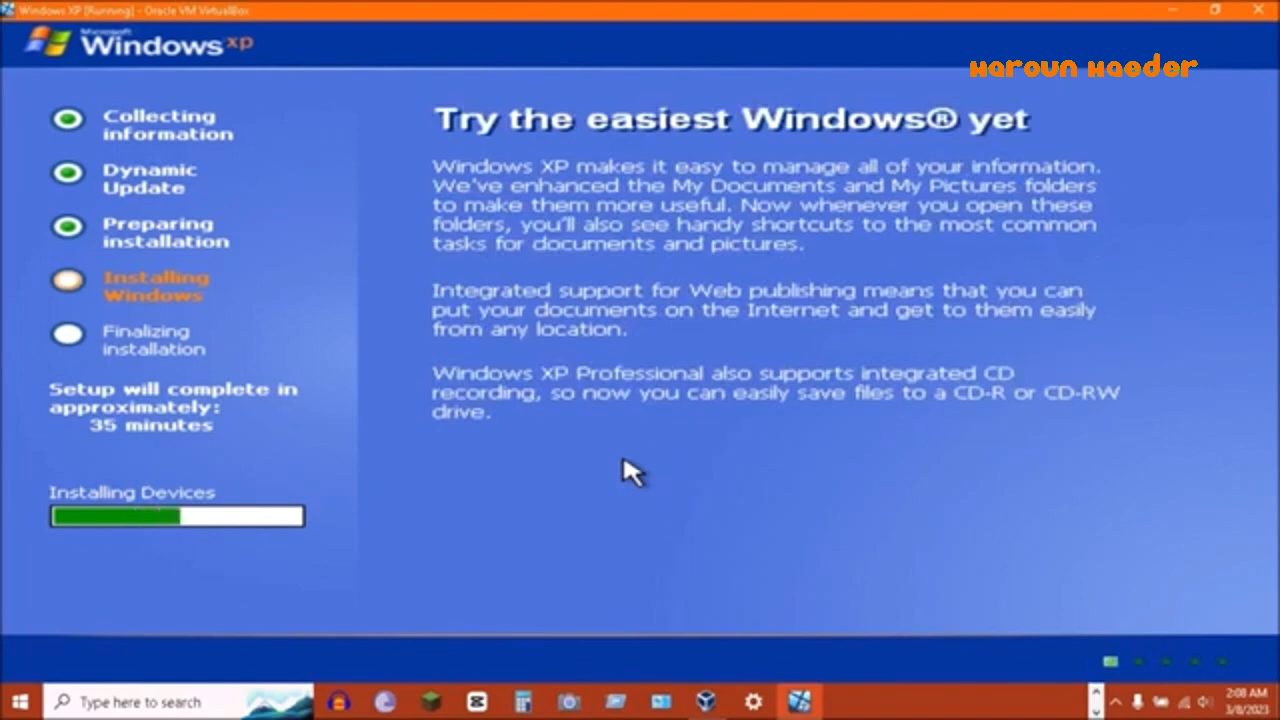 Windows XP [Running] - Oracle VM VirtualBox
Microsoft
Windows xp
Haroun Haeder
Collecting
information
Dynamic
Update
Preparing
installation
Installing
Windows
Finalizing
installation
Setup will complete in
approximately:
35 minutes
Installing Devices
Try the easiest Windows® yet
Windows XP makes it easy to manage all of your information.
We've enhanced the My Documents and My Pictures folders
to make them more useful. Now whenever you open these
folders, you'll also see handy shortcuts to the most common
tasks for documents and pictures.
Integrated support for Web publishing means that you can
put your documents on the Internet and get to them easily
from any location.
Windows XP Professional also supports integrated CD
recording, so now you can easily save files to a CD-R or CD-RW
drive.
Type here to search
2:08 AM
3/8/2023